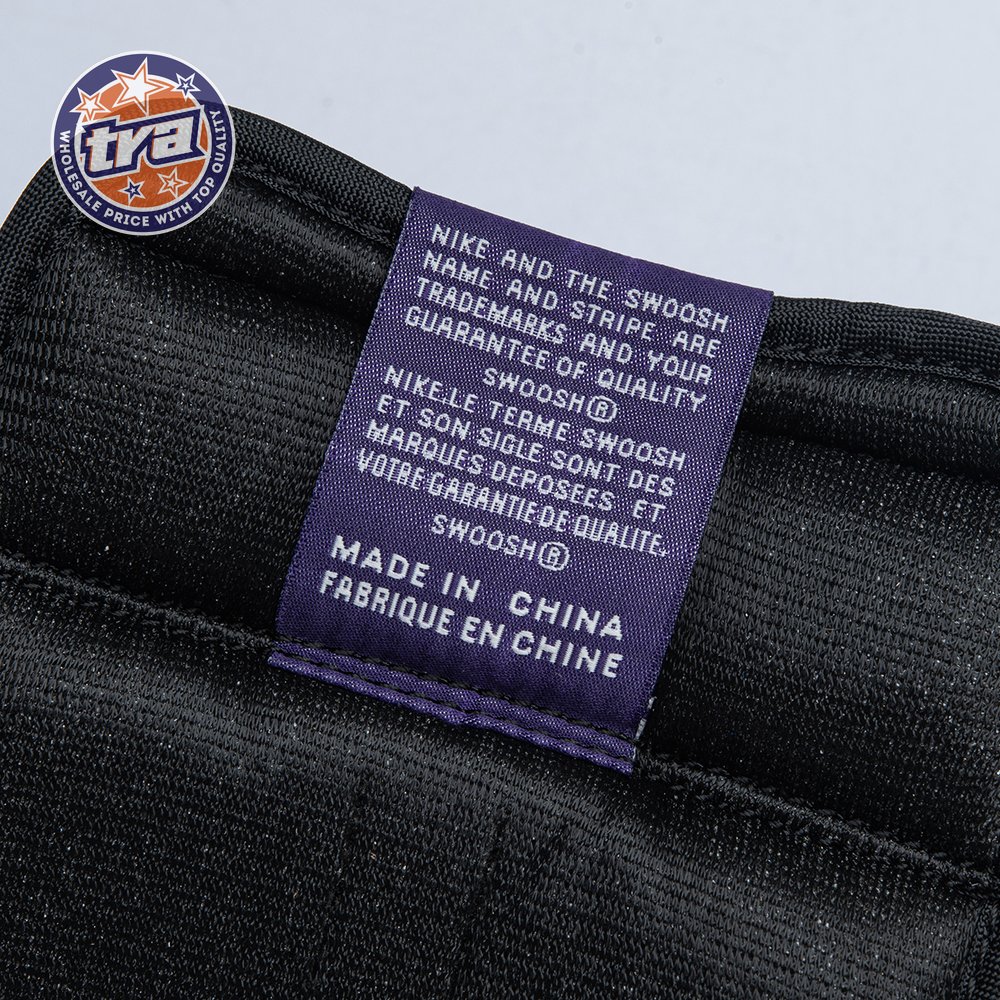 tra
WHOLESALE PRICE WITH TOP QUALITY
NIKE AND THE SWOOSH
NAME AND STRIPE ARE
TRADEMARKS AND YOUR
GUARANTEE OF QUALITY
SWOOSH®
NIKE.LE TERME SWOOSH
ET SON SIGLE SONT DES
MARQUES DEPOSEES ET
VOTRE GARANTIE DE QUALITE.
SWOOSH®
MADE IN CHINA
FABRIQUE EN CHINE